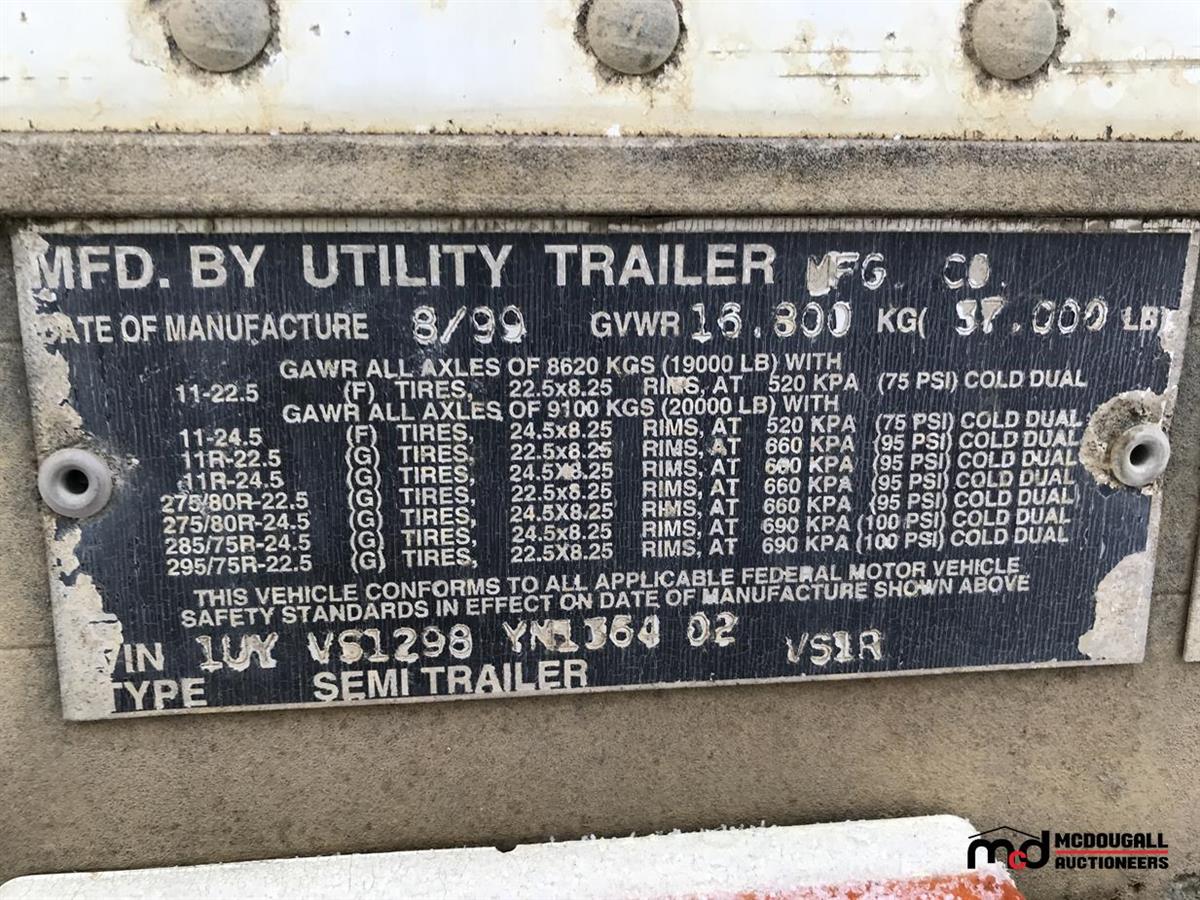 MFD. BY UTILITY TRAILER MFG. CO.
DATE OF MANUFACTURE 8/99 GVWR 16.800 KG( 37.000 LB)
GAWR ALL AXLES OF 8620 KGS (19000 LB) WITH
11-22.5 (F) TIRES, 22.5x8.25 RIMS, AT 520 KPA (75 PSI) COLD DUAL
GAWR ALL AXLES OF 9100 KGS (20000 LB) WITH
11-24.5 (F) TIRES, 24.5x8.25 RIMS, AT 520 KPA (75 PSI) COLD DUAL
11R-22.5 (G) TIRES, 22.5x8.25 RIMS, AT 660 KPA (95 PSI) COLD DUAL
11R-24.5 (G) TIRES, 24.5x8.25 RIMS, AT 660 KPA (95 PSI) COLD DUAL
275/80R-22.5 (G) TIRES, 22.5x8.25 RIMS, AT 660 KPA (95 PSI) COLD DUAL
275/80R-24.5 (G) TIRES, 24.5x8.25 RIMS, AT 660 KPA (95 PSI) COLD DUAL
285/75R-24.5 (G) TIRES, 24.5x8.25 RIMS, AT 690 KPA (100 PSI) COLD DUAL
295/75R-22.5 (G) TIRES, 22.5X8.25 RIMS, AT 690 KPA (100 PSI) COLD DUAL
THIS VEHICLE CONFORMS TO ALL APPLICABLE FEDERAL MOTOR VEHICLE
SAFETY STANDARDS IN EFFECT ON DATE OF MANUFACTURE SHOWN ABOVE
VIN 1UY VS1298 02 VS1R
TYPE SEMI TRAILER
mcd MCDOUGALL
AUCTIONEERS